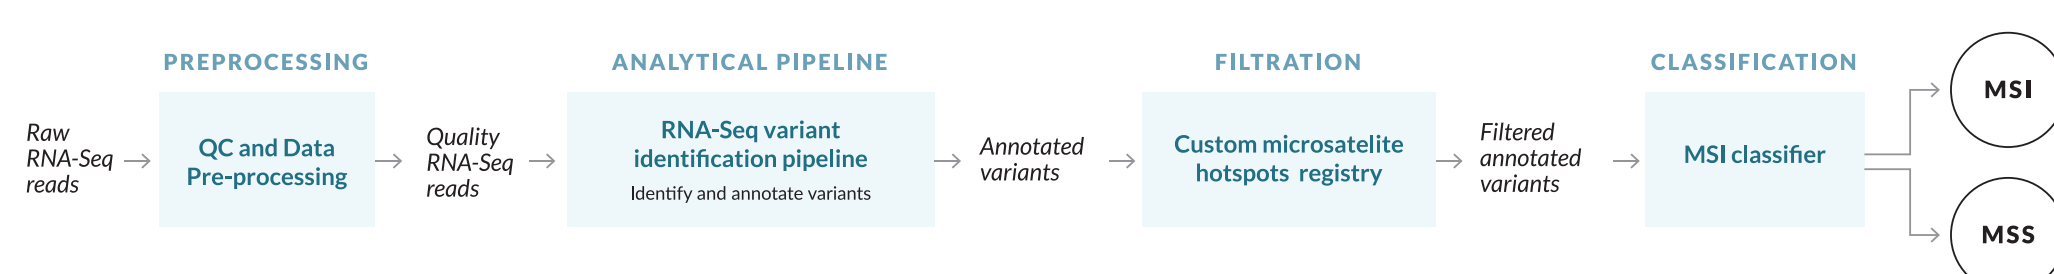 PREPROCESSING
ANALYTICAL PIPELINE
FILTRATION
CLASSIFICATION
Raw
RNA-Seq
reads
QC and Data
Pre-processing
Quality
RNA-Seq
reads
RNA-Seq variant
identification pipeline
Identify and annotate variants
Annotated
variants
Custom microsatelite
hotspots registry
Filtered
annotated
variants
MSI classifier
MSI
MSS